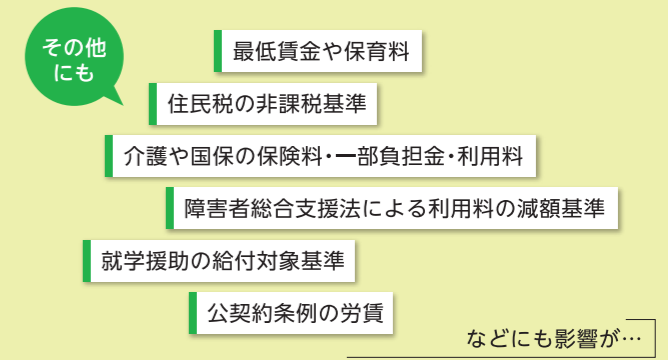 その他
にも
最低賃金や保育料
住民税の非課税基準
介護や国保の保険料・一部負担金・利用料
障害者総合支援法による利用料の減額基準
就学援助の給付対象基準
公契約条例の労賃
などにも影響が…